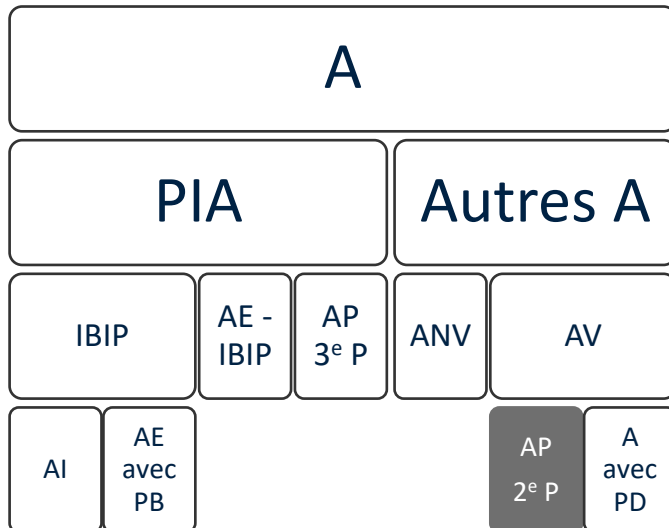 A
PIA
Autres A
IBIP
AE -
IBIP
AP
3e P
ANV
AV
AI
AE
avec
PB
AP
2e P
A
avec
PD